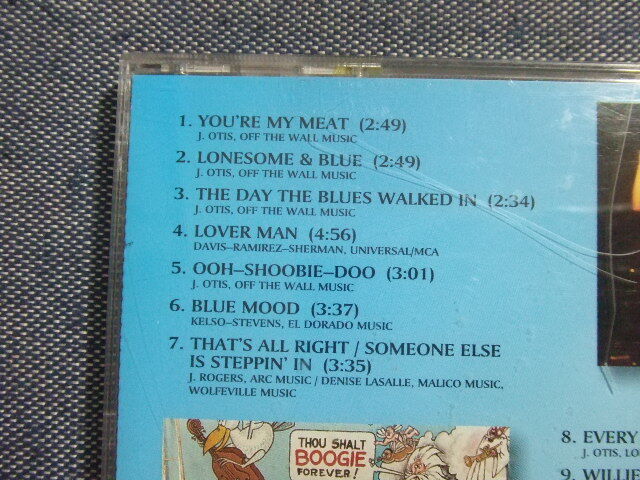 1. YOU'RE MY MEAT (2:49)
J. OTIS, OFF THE WALL MUSIC
2. LONESOME & BLUE (2:49)
J. OTIS, OFF THE WALL MUSIC
3. THE DAY THE BLUES WALKED IN (2:34)
J. OTIS, OFF THE WALL MUSIC
4. LOVER MAN (4:56)
DAVIS–RAMIREZ–SHERMAN, UNIVERSAL/MCA
5. OOH–SHOOBIE–DOO (3:01)
J. OTIS, OFF THE WALL MUSIC
6. BLUE MOOD (3:37)
KELSO–STEVENS, EL DORADO MUSIC
7. THAT'S ALL RIGHT / SOMEONE ELSE
IS STEPPIN' IN (3:35)
J. ROGERS, ARC MUSIC / DENISE LASALLE, MALICO MUSIC,
WOLFEVILLE MUSIC
THOU SHALT
BOOGIE
FOREVER!
8. EVERY
J. OTIS, LO
9. WILLIE